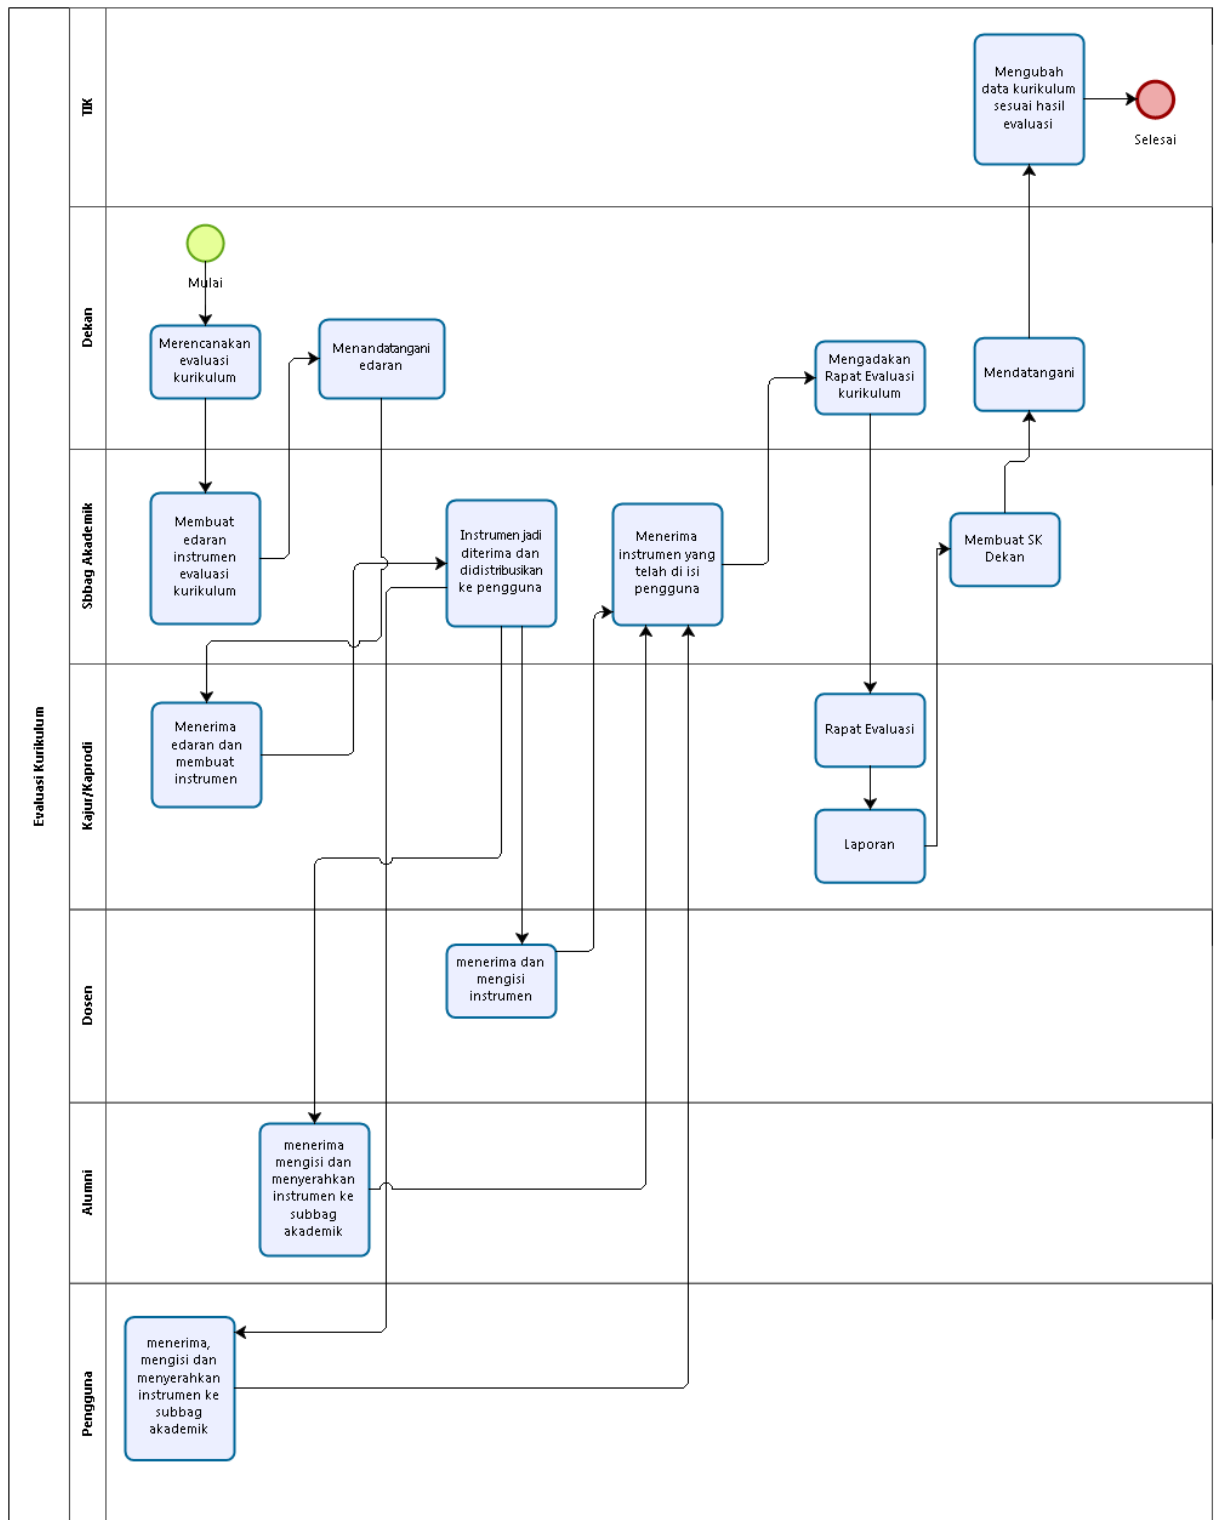 Evaluasi Kurikulum
TIK
Mengubah
data kurikulum
sesuai hasil
evaluasi
Selesai
Dekan
Mulai
Merencanakan
evaluasi
kurikulum
Menandatangani
edaran
Mengadakan
Rapat Evaluasi
kurikulum
Mendatangani
Sbbag Akademik
Membuat
edaran
instrumen
evaluasi
kurikulum
Instrumen jadi
diterima dan
didistribusikan
ke pengguna
Menerima
instrumen yang
telah di isi
pengguna
Membuat SK
Dekan
Kajur/Kaprodi
Menerima
edaran dan
membuat
instrumen
Rapat Evaluasi
Laporan
Dosen
menerima dan
mengisi
instrumen
Alumni
menerima
mengisi dan
menyerahkan
instrumen ke
subbag
akademik
Pengguna
menerima,
mengisi dan
menyerahkan
instrumen ke
subbag
akademik